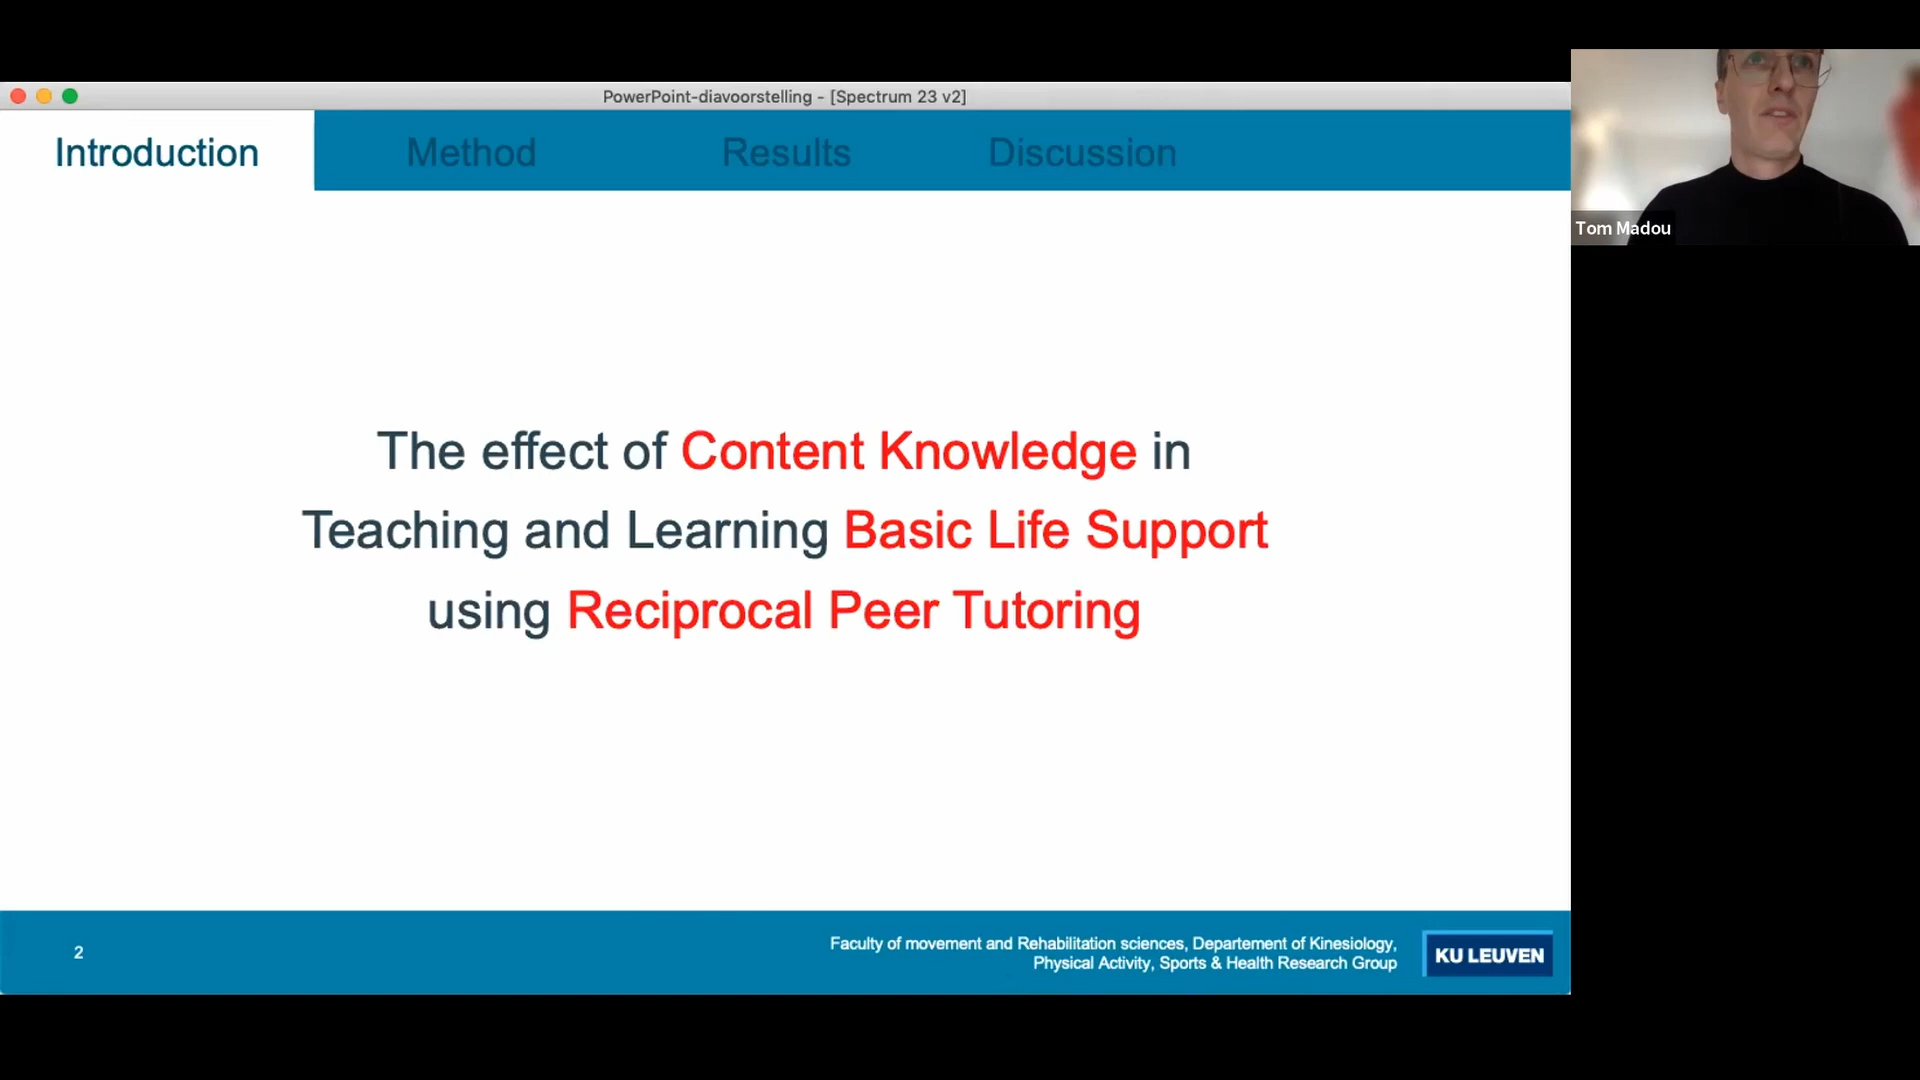 PowerPoint-diavoorstelling - [Spectrum 23 v2]
Introduction
Method
Results
Discussion
Tom Madou
The effect of Content Knowledge in
Teaching and Learning Basic Life Support
using Reciprocal Peer Tutoring
2
Faculty of movement and Rehabilitation sciences, Departement of Kinesiology,
Physical Activity, Sports & Health Research Group
KU LEUVEN